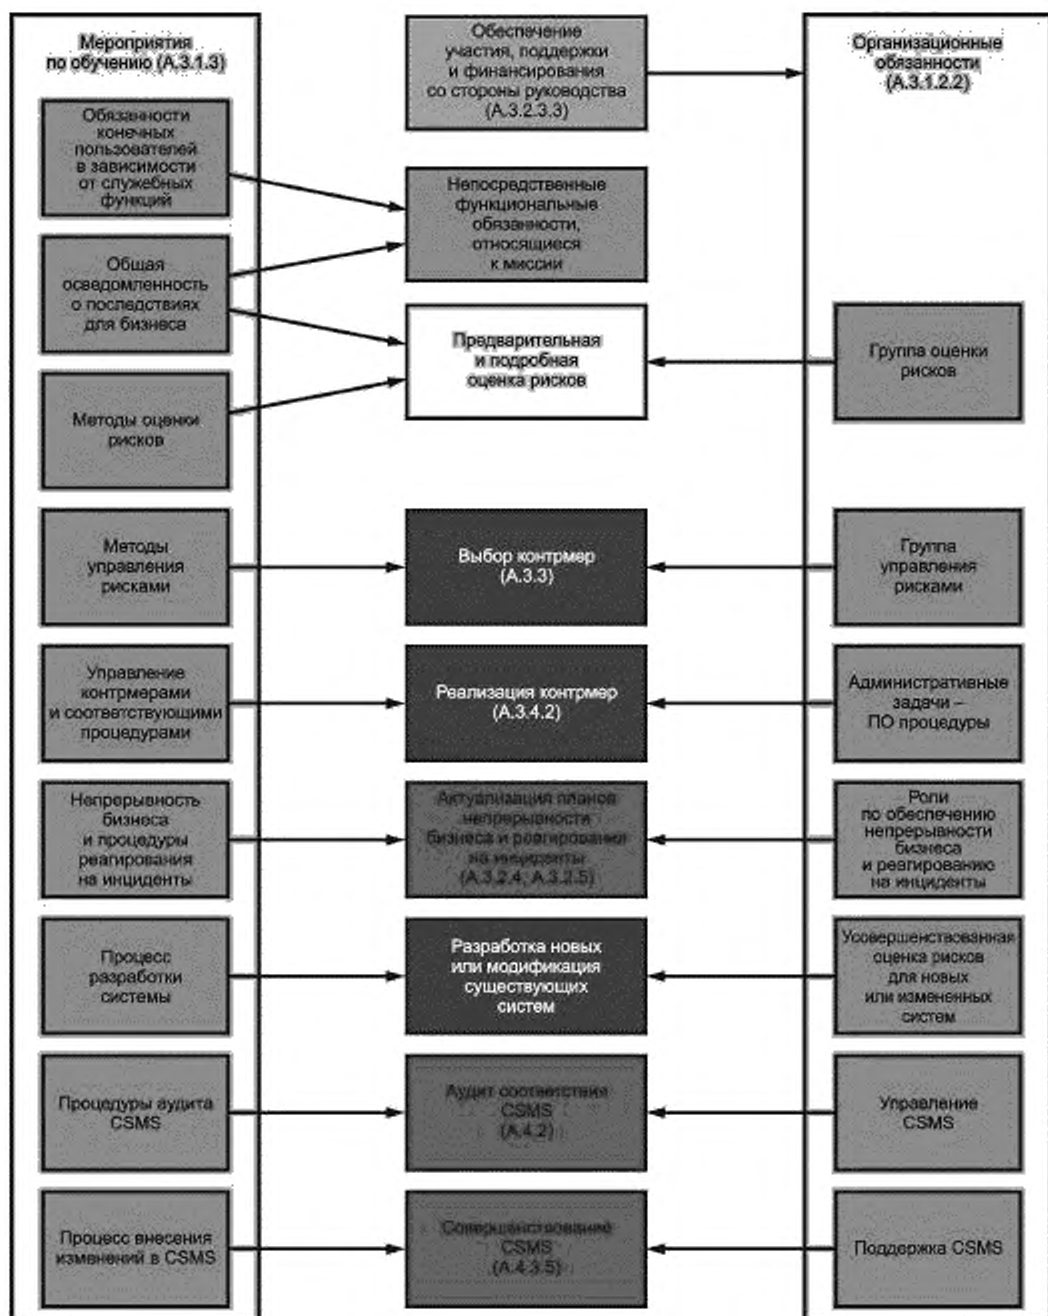 Мероприятия
по обучению (А.3.1.3)
Обязанности
конечных
пользователей
в зависимости
от служебных
функций
Общая
осведомленность
о последствиях
для бизнеса
Методы оценки
рисков
Методы
управления
рисками
Управление
контрмерами
и соответствующими
процедурами
Непрерывность
бизнеса
и процедуры
реагирования
на инциденты
Процесс
разработки
системы
Процедуры аудита
CSMS
Процесс внесения
изменений в CSMS
Обеспечение
участия, поддержки
и финансирования
со стороны руководства
(А.3.2.3.3)
Непосредственные
функциональные
обязанности,
относящиеся
к миссии
Предварительная
и подробная
оценка рисков
Выбор контрмер
(А.3.3)
Реализация контрмер
(А.3.4.2)
Актуализация планов
непрерывности
бизнеса и реагирования
на инциденты
(А.3.2.4; А.3.2.5)
Разработка новых
или модификация
существующих
систем
Аудит соответствия
CSMS
(А.4.2)
Совершенствование
CSMS
(А.4.3.5)
Организационные
обязанности
(А.3.1.2.2)
Группа оценки
рисков
Группа
управления
рисками
Административные
задачи –
ПО процедуры
Роли
по обеспечению
непрерывности
бизнеса
и реагированию
на инциденты
Усовершенствованная
оценка рисков
для новых
или измененных
систем
Управление
CSMS
Поддержка CSMS